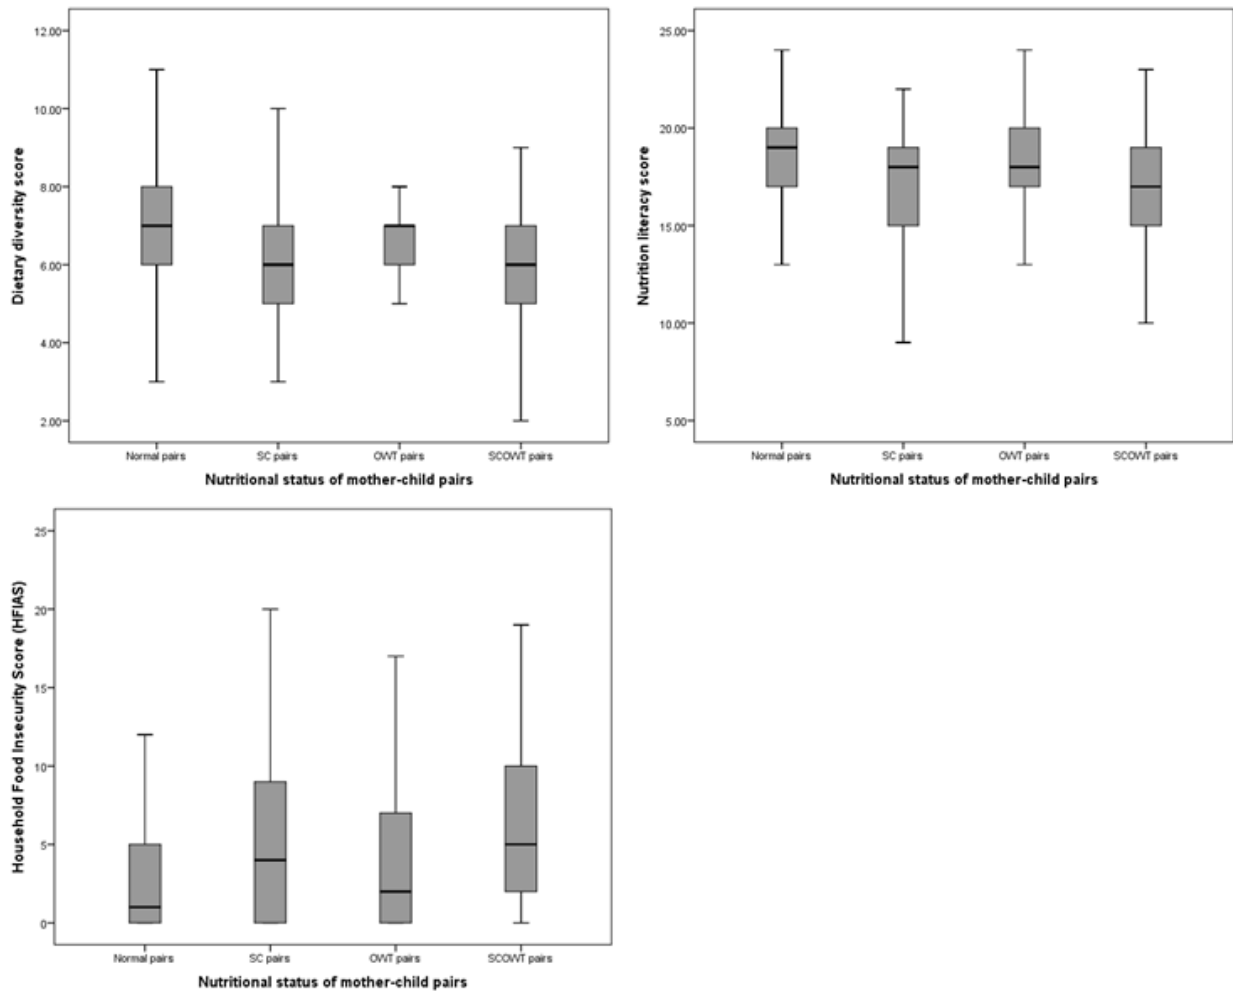 12.00
10.00
8.00
6.00
4.00
2.00
Dietary diversity score
Normal pairs SC pairs OWT pairs SCOWT pairs
Nutritional status of mother-child pairs
25.00
20.00
15.00
10.00
5.00
Nutrition literacy score
Normal pairs SC pairs OWT pairs SCOWT pairs
Nutritional status of mother-child pairs
25
20
15
10
5
0
Household Food Insecurity Score (HFIAS)
Normal pairs SC pairs OWT pairs SCOWT pairs
Nutritional status of mother-child pairs